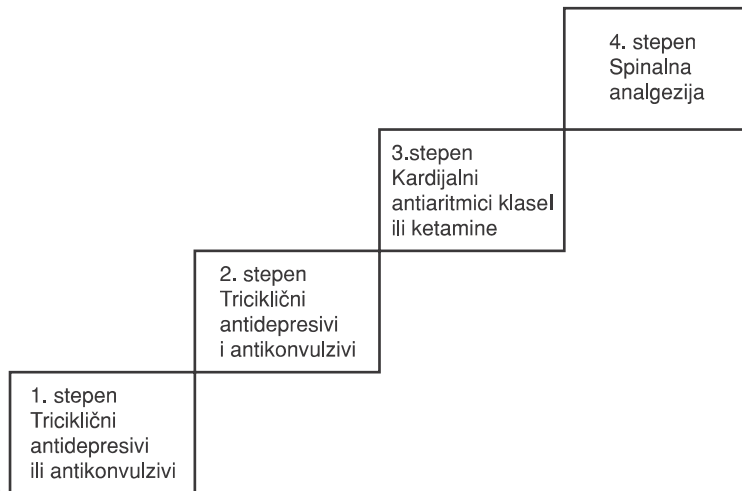 4. stepen
Spinalna
analgezija
3.stepen
Kardijalni
antiaritmici klaseI
ili ketamine
2. stepen
Triciklični
antidepresivi
i antikonvulzivi
1. stepen
Triciklični
antidepresivi
ili antikonvulzivi